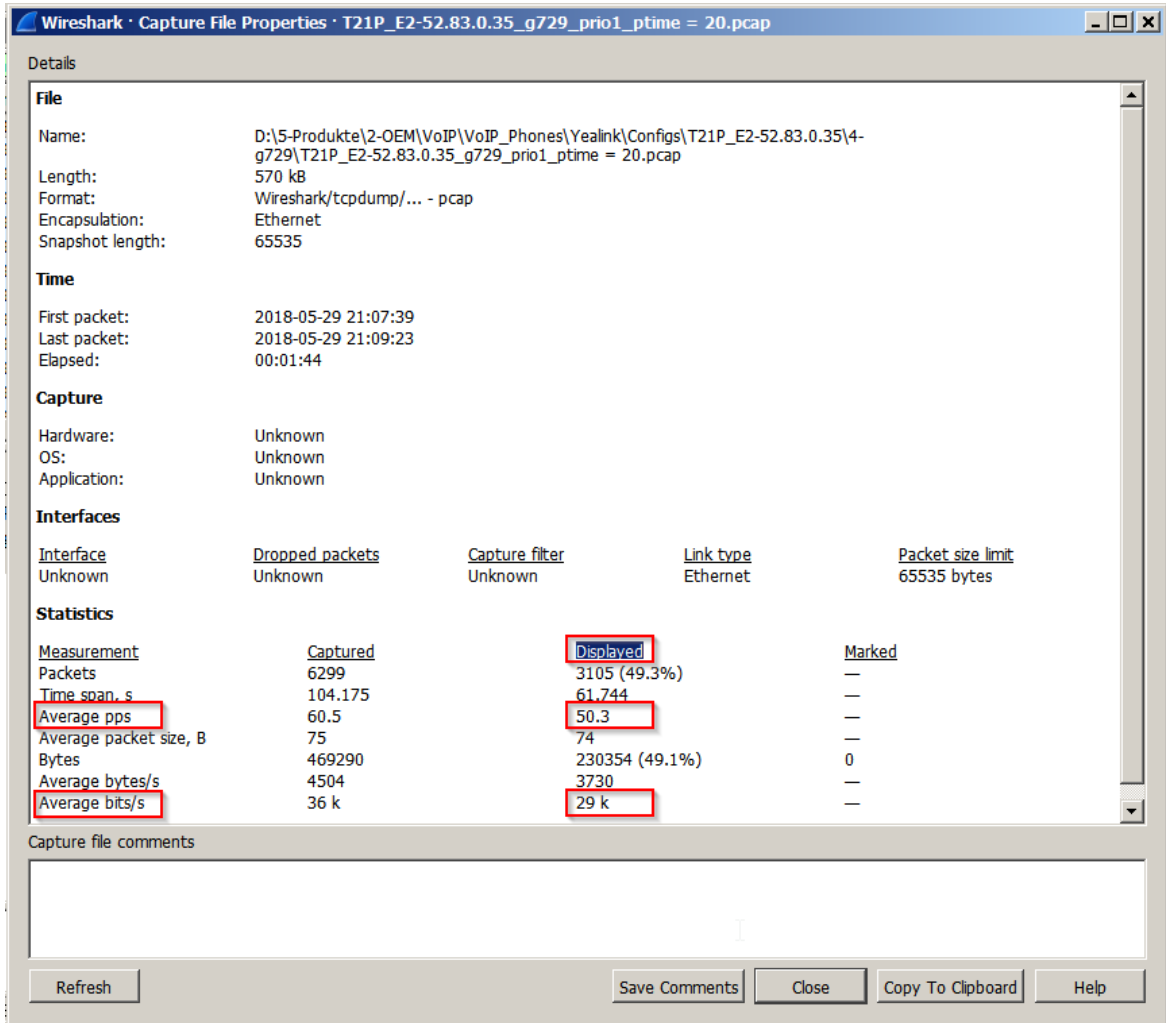 Wireshark · Capture File Properties · T21P_E2-52.83.0.35_g729_prio1_ptime = 20.pcap
Details
File
Name: D:\5-Produkte\2-OEM\VoIP\VoIP_Phones\Yealink\Configs\T21P_E2-52.83.0.35\4-
g729\T21P_E2-52.83.0.35_g729_prio1_ptime = 20.pcap
Length: 570 kB
Format: Wireshark/tcpdump/... - pcap
Encapsulation: Ethernet
Snapshot length: 65535
Time
First packet: 2018-05-29 21:07:39
Last packet: 2018-05-29 21:09:23
Elapsed: 00:01:44
Capture
Hardware: Unknown
OS: Unknown
Application: Unknown
Interfaces
Interface Dropped packets Capture filter Link type Packet size limit
Unknown Unknown Unknown Ethernet 65535 bytes
Statistics
Measurement Captured Displayed Marked
Packets 6299 3105 (49.3%) —
Time span, s 104.175 61.744 —
Average pps 60.5 50.3 —
Average packet size, B 75 74 —
Bytes 469290 230354 (49.1%) 0
Average bytes/s 4504 3730 —
Average bits/s 36 k 29 k —
Capture file comments
Refresh Save Comments Close Copy To Clipboard Help